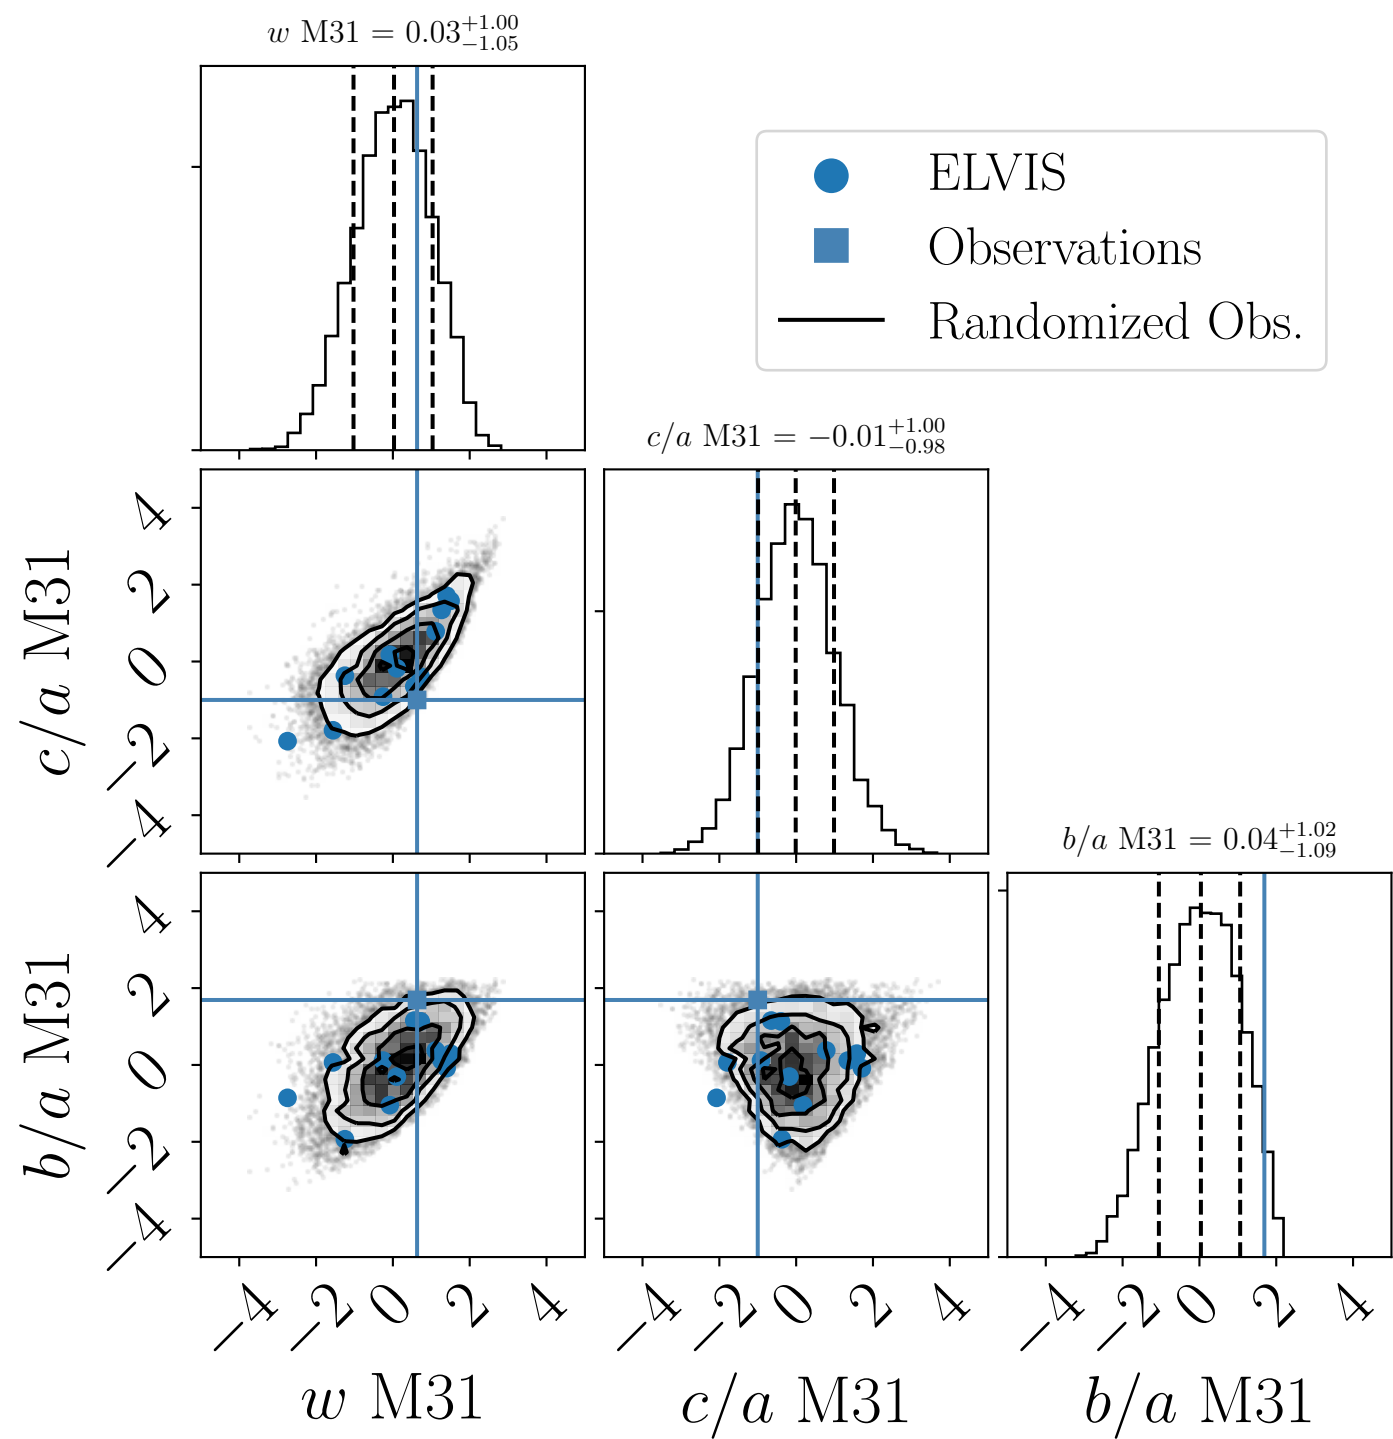 w M31 = 0.03+1.00 −1.05
ELVIS
Observations
Randomized Obs.
c/a M31 = −0.01+1.00 −0.98
c/a M31
4
2
0
−2
−4
b/a M31 = 0.04+1.02 −1.09
b/a M31
4
2
0
−2
−4
−4 −2 0 2 4
−4 −2 0 2 4
−4 −2 0 2 4
w M31
c/a M31
b/a M31